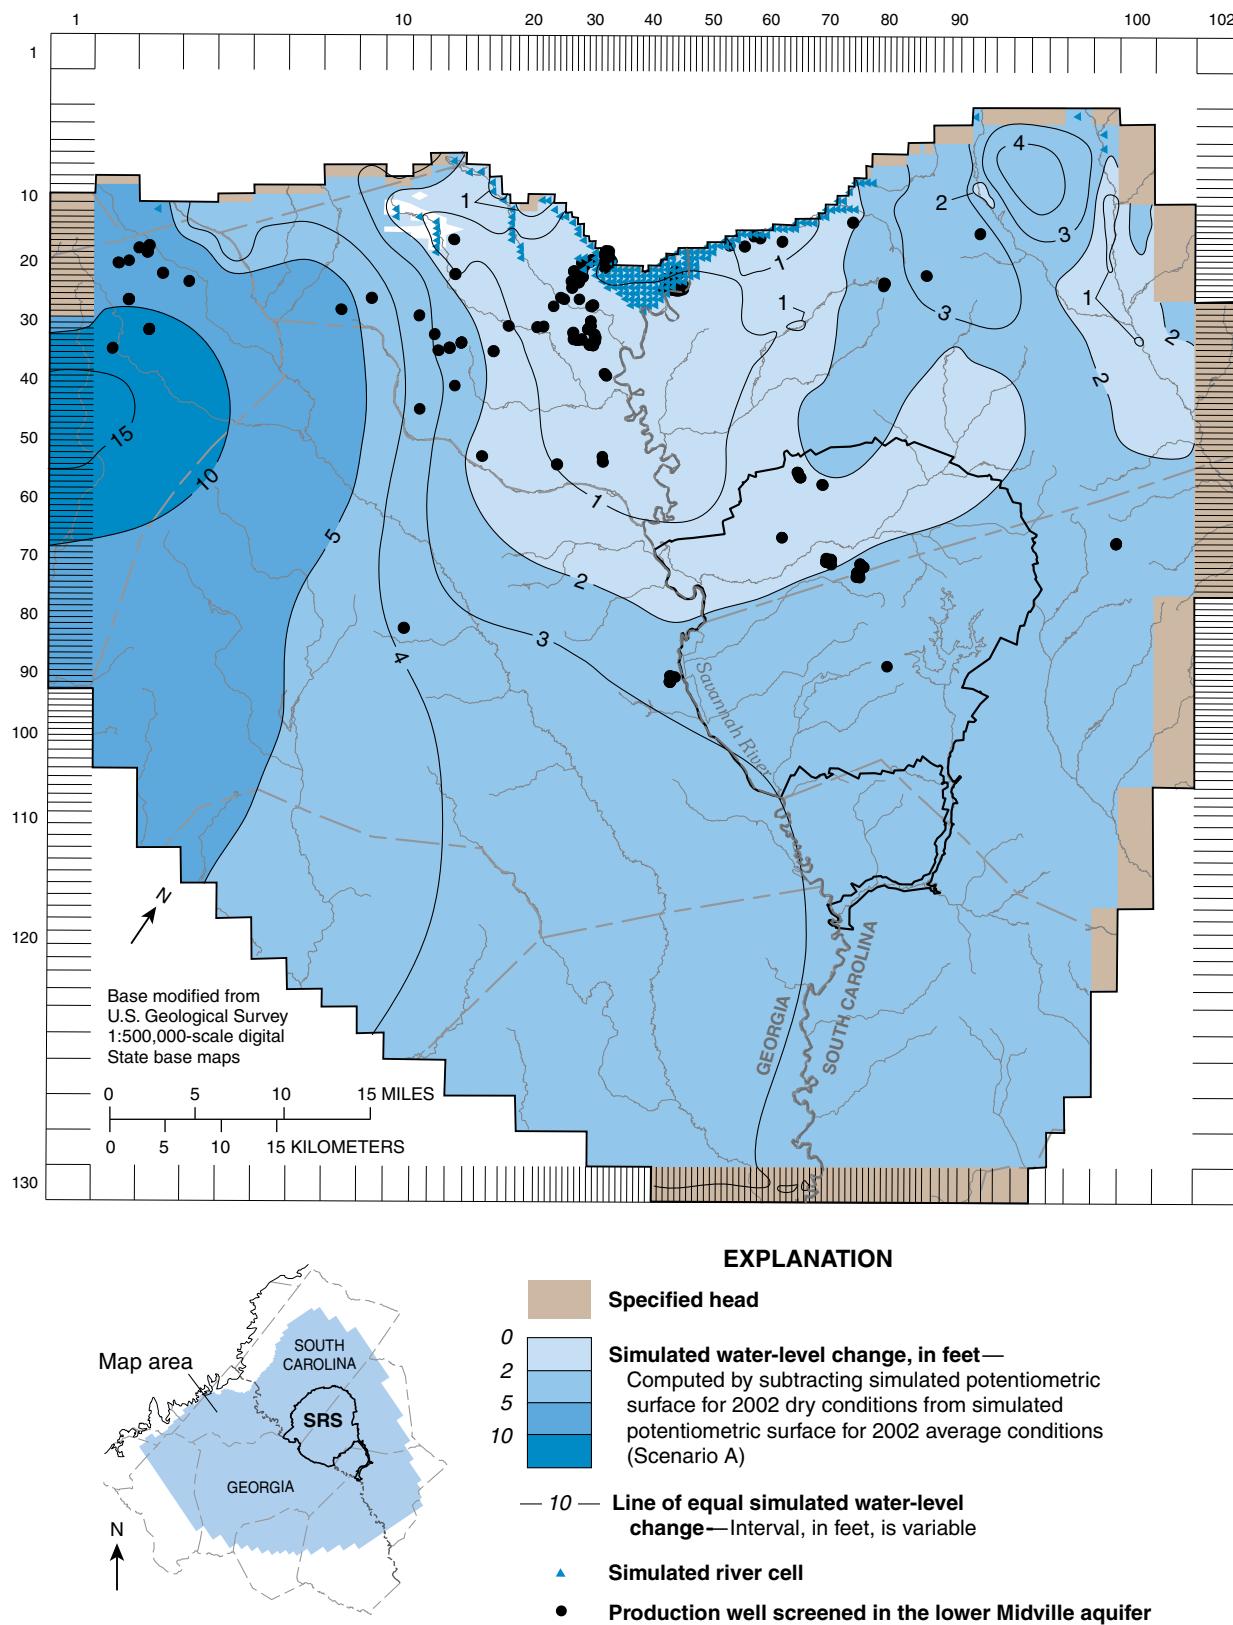 1 10 20 30 40 50 60 70 80 90 100 102
1
10
20
30
40
50
60
70
80
90
100
110
120
130
4
1
2
3
1
1
3
1
2
2
15
10
1
5
2
3
4
Savannah River
N
GEORGIA
SOUTH CAROLINA
Base modified from
U.S. Geological Survey
1:500,000-scale digital
State base maps
0 5 10 15 MILES
0 5 10 15 KILOMETERS
EXPLANATION
Specified head
0
2
5
10
Simulated water-level change, in feet—
Computed by subtracting simulated potentiometric
surface for 2002 dry conditions from simulated
potentiometric surface for 2002 average conditions
(Scenario A)
— 10 — Line of equal simulated water-level
change-—Interval, in feet, is variable
Simulated river cell
Production well screened in the lower Midville aquifer
Map area
SOUTH
CAROLINA
SRS
GEORGIA
N